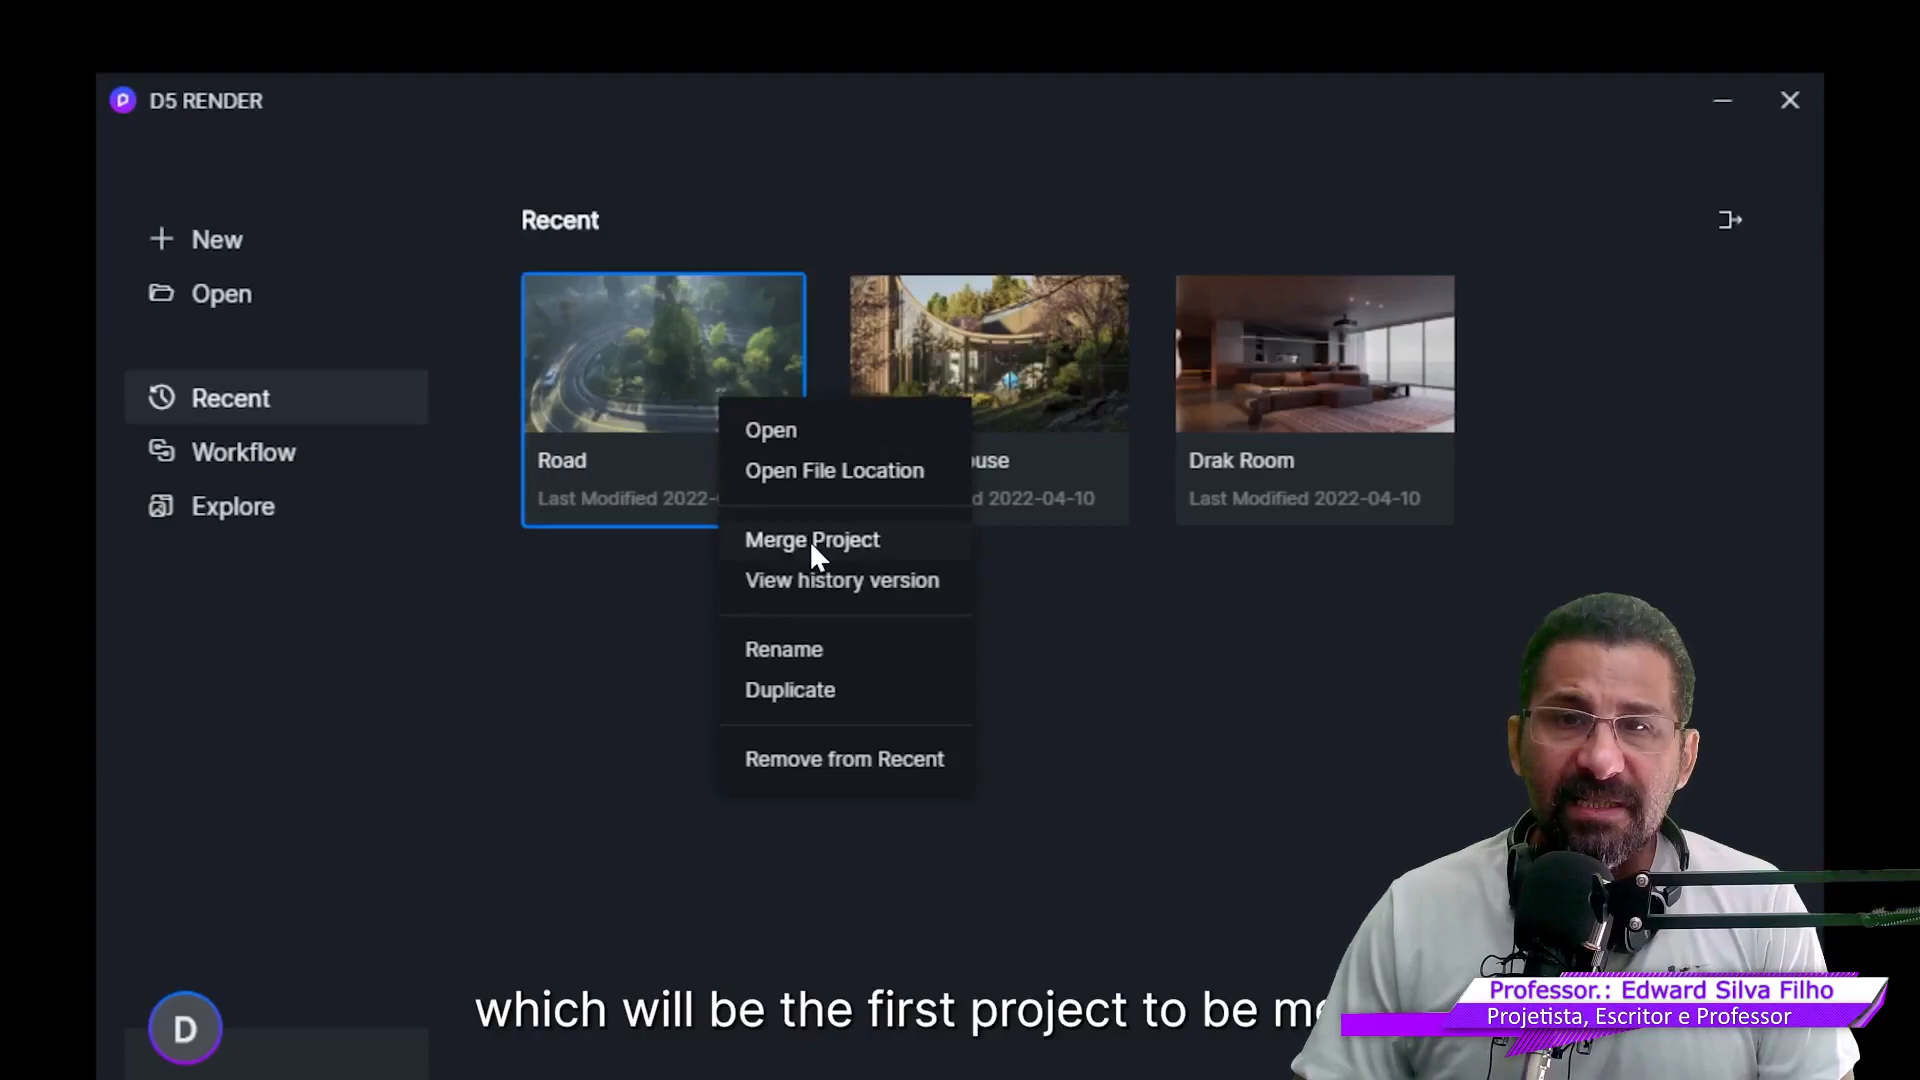 D5 RENDER
New
Open
Recent
Workflow
Explore
Recent
Road
Last Modified 2022-
Last Modified 2022-04-10
Drak Room
Last Modified 2022-04-10
Open
Open File Location
Merge Project
View history version
Rename
Duplicate
Remove from Recent
D
which will be the first project to be
Professor.: Edward Silva Filho
Projetista, Escritor e Professor